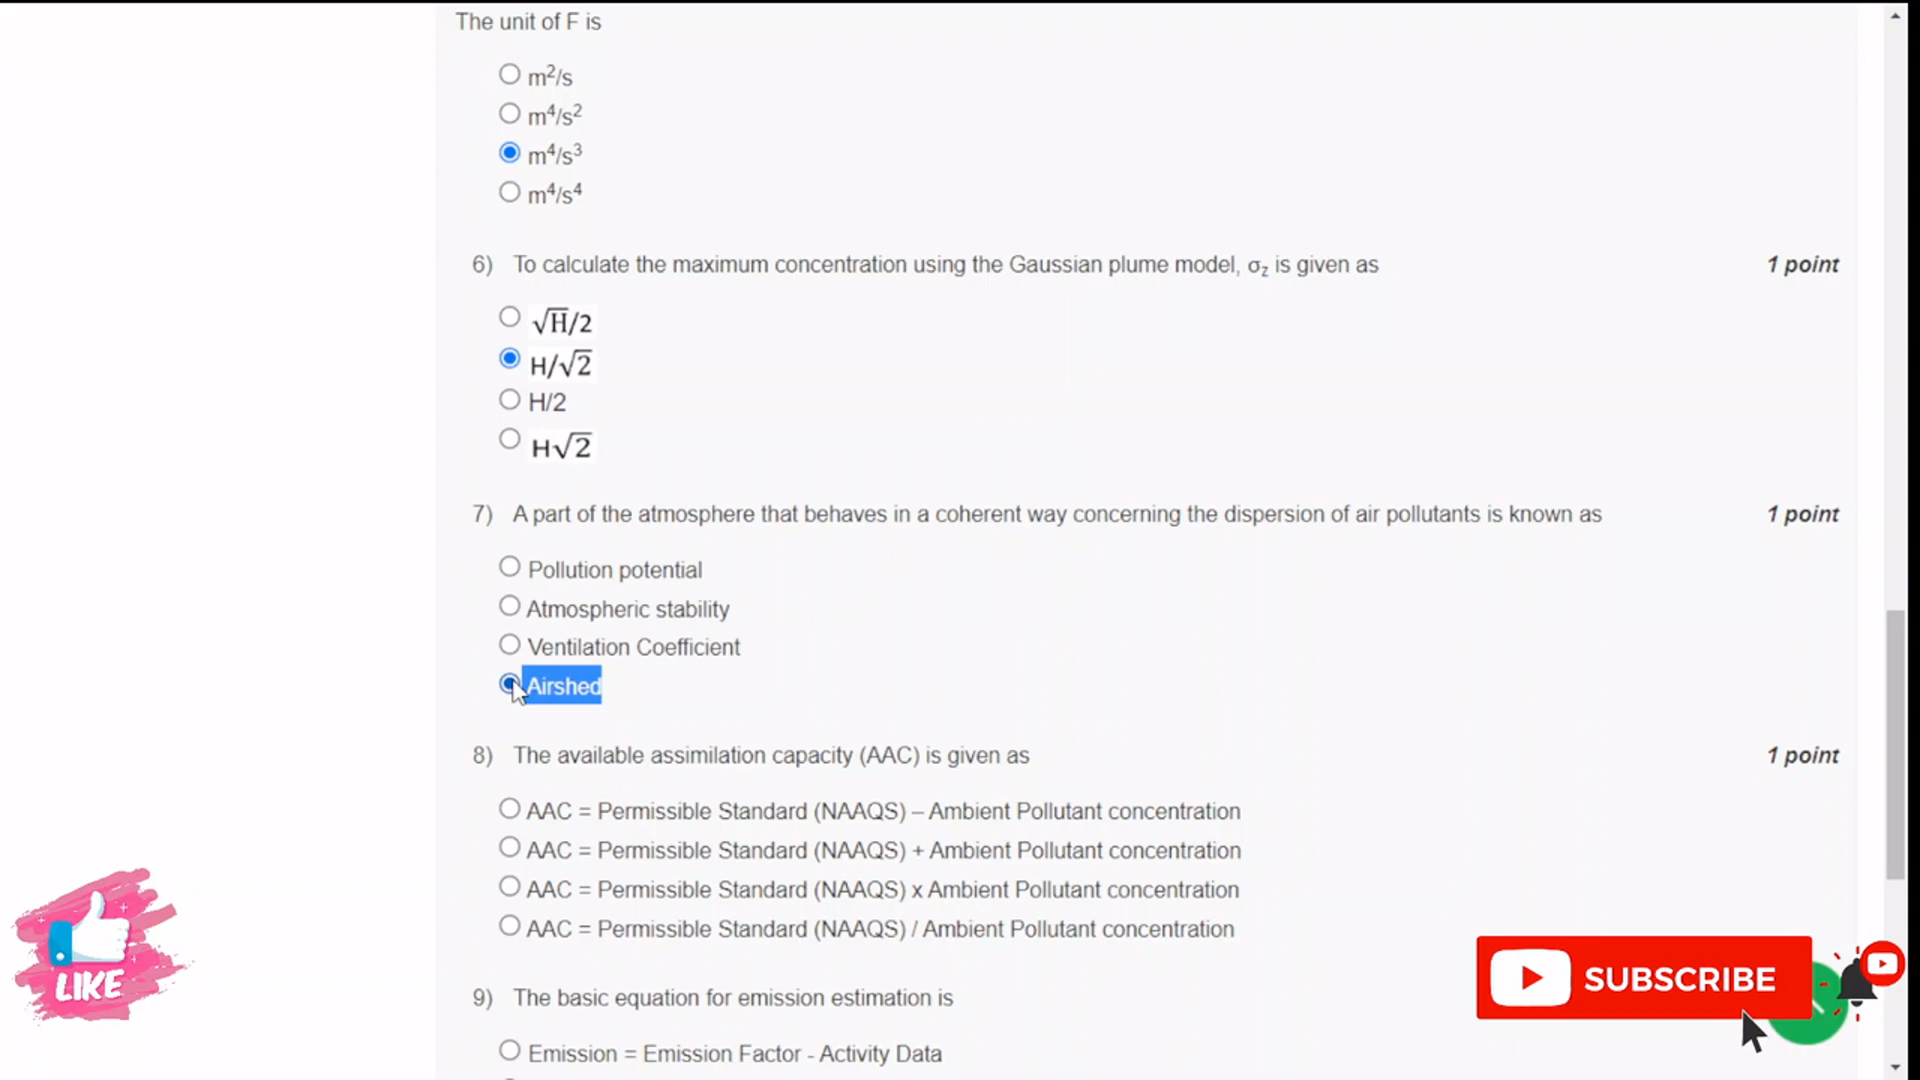 The unit of F is
m²/s
m⁴/s²
m⁴/s³
m⁴/s⁴
6) To calculate the maximum concentration using the Gaussian plume model, σz is given as 1 point
√H/2
H/√2
H/2
H√2
7) A part of the atmosphere that behaves in a coherent way concerning the dispersion of air pollutants is known as 1 point
Pollution potential
Atmospheric stability
Ventilation Coefficient
Airshed
8) The available assimilation capacity (AAC) is given as 1 point
AAC = Permissible Standard (NAAQS) – Ambient Pollutant concentration
AAC = Permissible Standard (NAAQS) + Ambient Pollutant concentration
AAC = Permissible Standard (NAAQS) x Ambient Pollutant concentration
AAC = Permissible Standard (NAAQS) / Ambient Pollutant concentration
LIKE
SUBSCRIBE
9) The basic equation for emission estimation is
Emission = Emission Factor - Activity Data